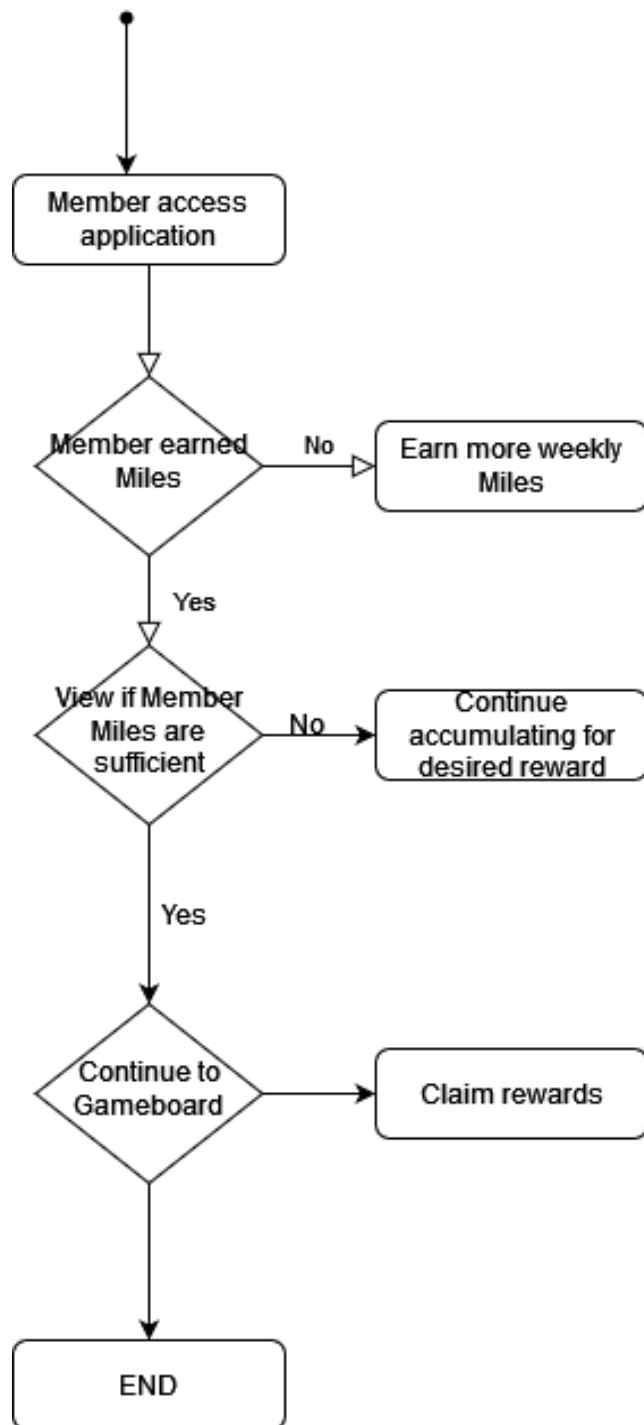 Member access
application
Member earned
Miles
No
Earn more weekly
Miles
Yes
View if Member
Miles are
sufficient
No
Continue
accumulating for
desired reward
Yes
Continue to
Gameboard
Claim rewards
END